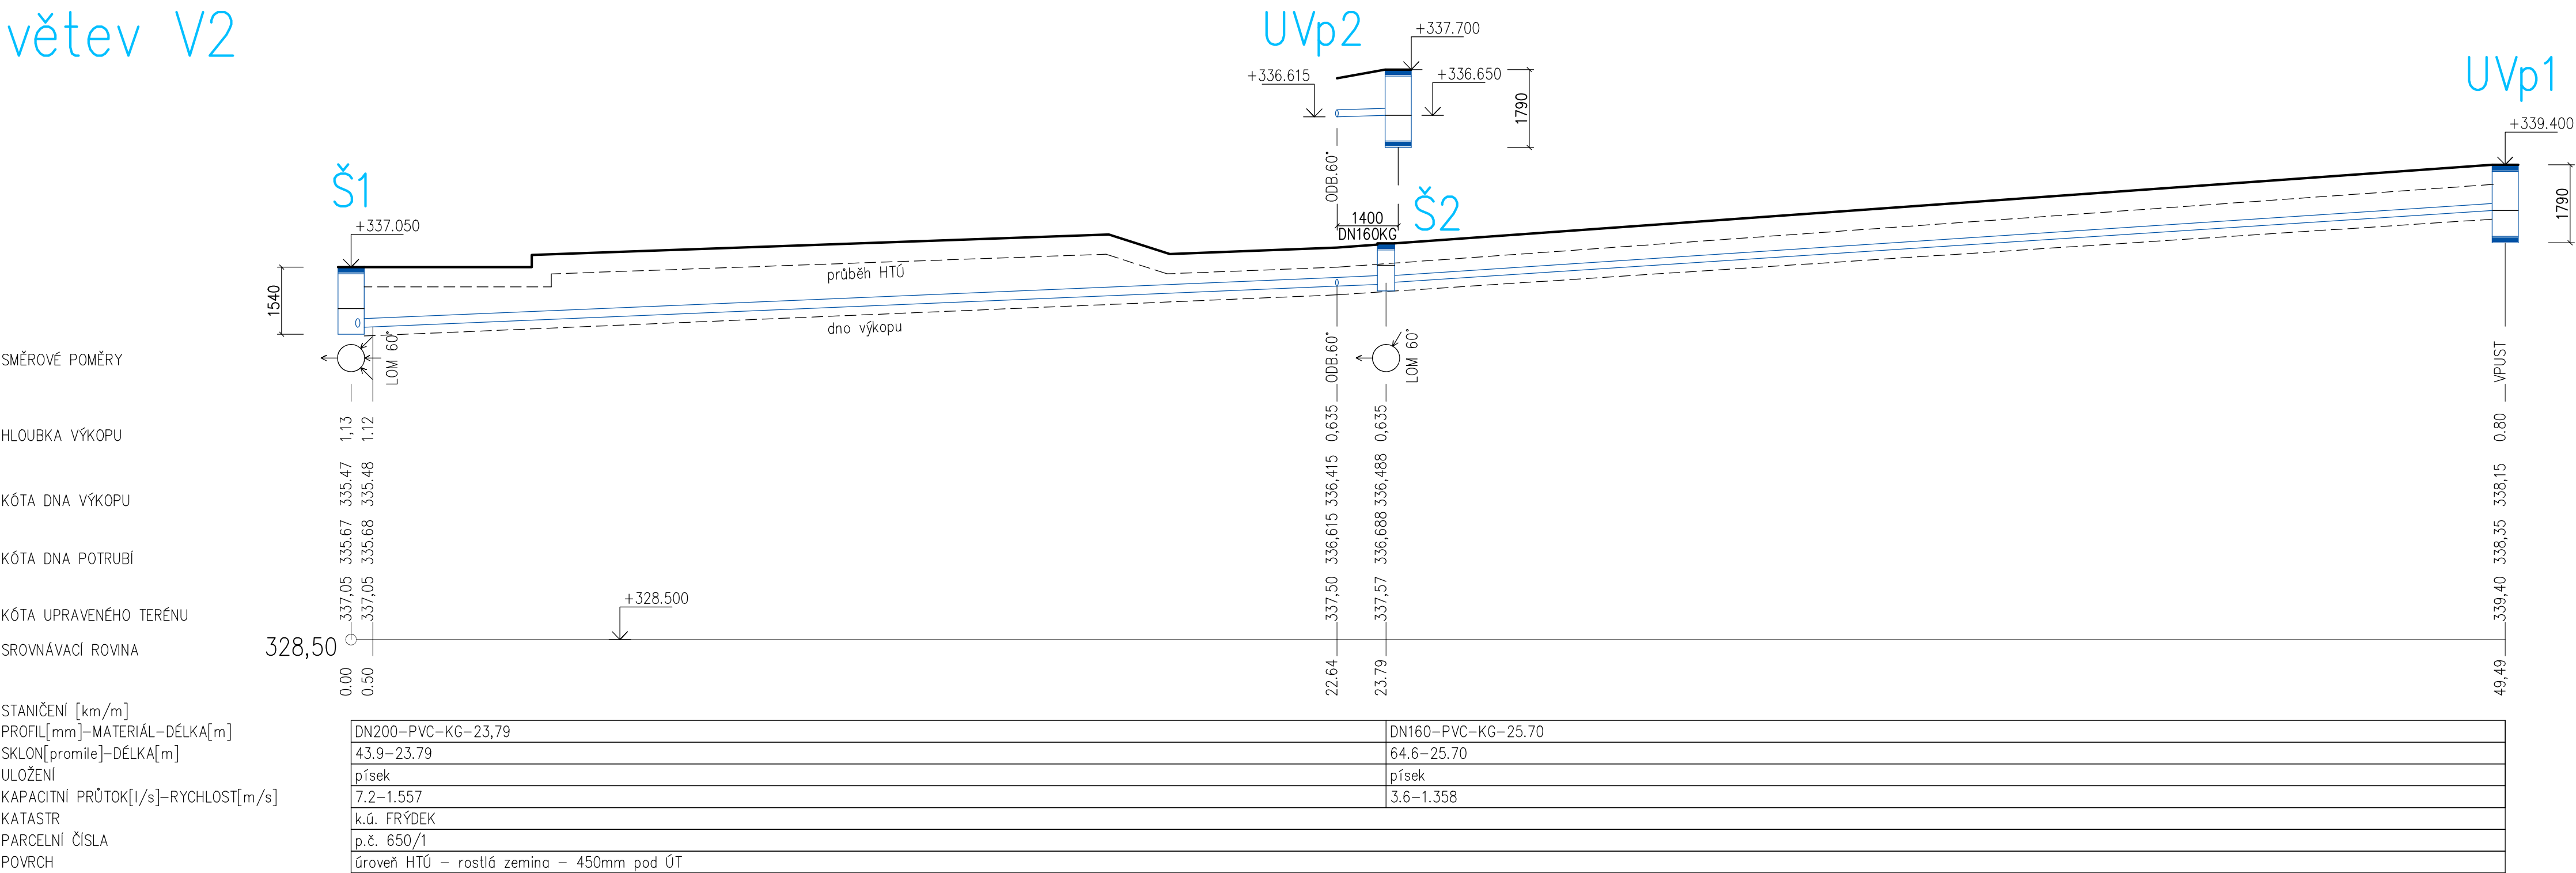 větev V2
UVp2
+337.700
+336.615
+336.650
1790
UVp1
+339.400
1790
ODB.60°
1400
DN160KG
Š1
+337.050
Š2
1540
průběh HTÚ
dno výkopu
SMĚROVÉ POMĚRY
LOM 60°
ODB.60°
LOM 60°
VPUST
HLOUBKA VÝKOPU
1,13
1.12
0,635
0,635
0.80
KÓTA DNA VÝKOPU
335.47
335.48
336,415
336,488
338,15
KÓTA DNA POTRUBÍ
335.67
335.68
336,615
336,688
338,35
KÓTA UPRAVENÉHO TERÉNU
337,05
337,05
337,50
337,57
339,40
+328.500
SROVNÁVACÍ ROVINA
328,50
0.00
0.50
22.64
23.79
49,49
STANIČENÍ [km/m]
PROFIL[mm]-MATERIÁL-DÉLKA[m]
DN200-PVC-KG-23,79
DN160-PVC-KG-25.70
SKLON[promile]-DÉLKA[m]
43.9-23.79
64.6-25.70
ULOŽENÍ
písek
písek
KAPACITNÍ PRŮTOK[l/s]-RYCHLOST[m/s]
7.2-1.557
3.6-1.358
KATASTR
k.ú. FRÝDEK
PARCELNÍ ČÍSLA
p.č. 650/1
POVRCH
úroveň HTÚ - rostlá zemina - 450mm pod ÚT